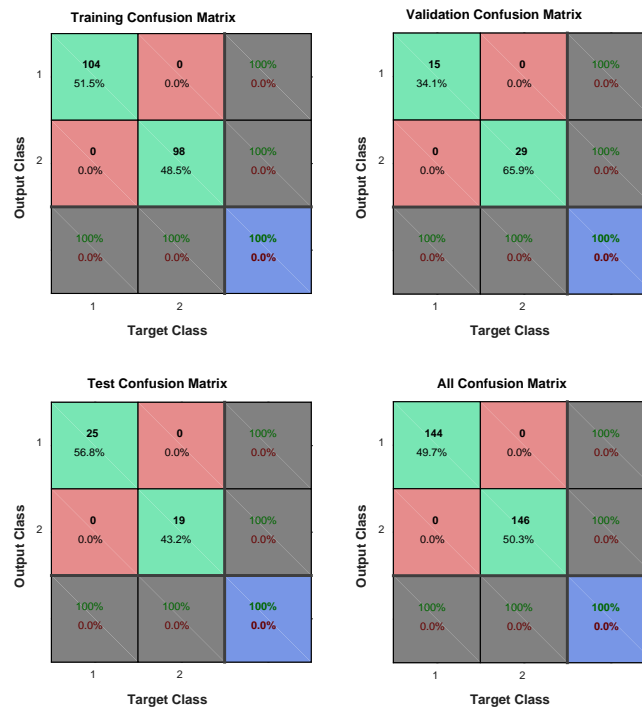 Training Confusion Matrix
104 0 100%
1
51.5% 0.0% 0.0%
0 98 100%
2
0.0% 48.5% 0.0%
100% 100% 100%
0.0% 0.0% 0.0%
1 2
Output Class
Target Class
Validation Confusion Matrix
15 0 100%
1
34.1% 0.0% 0.0%
0 29 100%
2
0.0% 65.9% 0.0%
100% 100% 100%
0.0% 0.0% 0.0%
1 2
Output Class
Target Class
Test Confusion Matrix
25 0 100%
1
56.8% 0.0% 0.0%
0 19 100%
2
0.0% 43.2% 0.0%
100% 100% 100%
0.0% 0.0% 0.0%
1 2
Output Class
Target Class
All Confusion Matrix
144 0 100%
1
49.7% 0.0% 0.0%
0 146 100%
2
0.0% 50.3% 0.0%
100% 100% 100%
0.0% 0.0% 0.0%
1 2
Output Class
Target Class